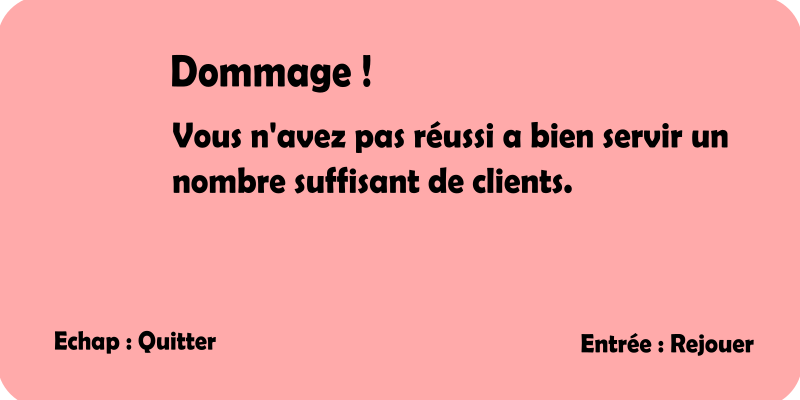 Dommage !
Vous n'avez pas réussi a bien servir un
nombre suffisant de clients.
Echap : Quitter
Entrée : Rejouer